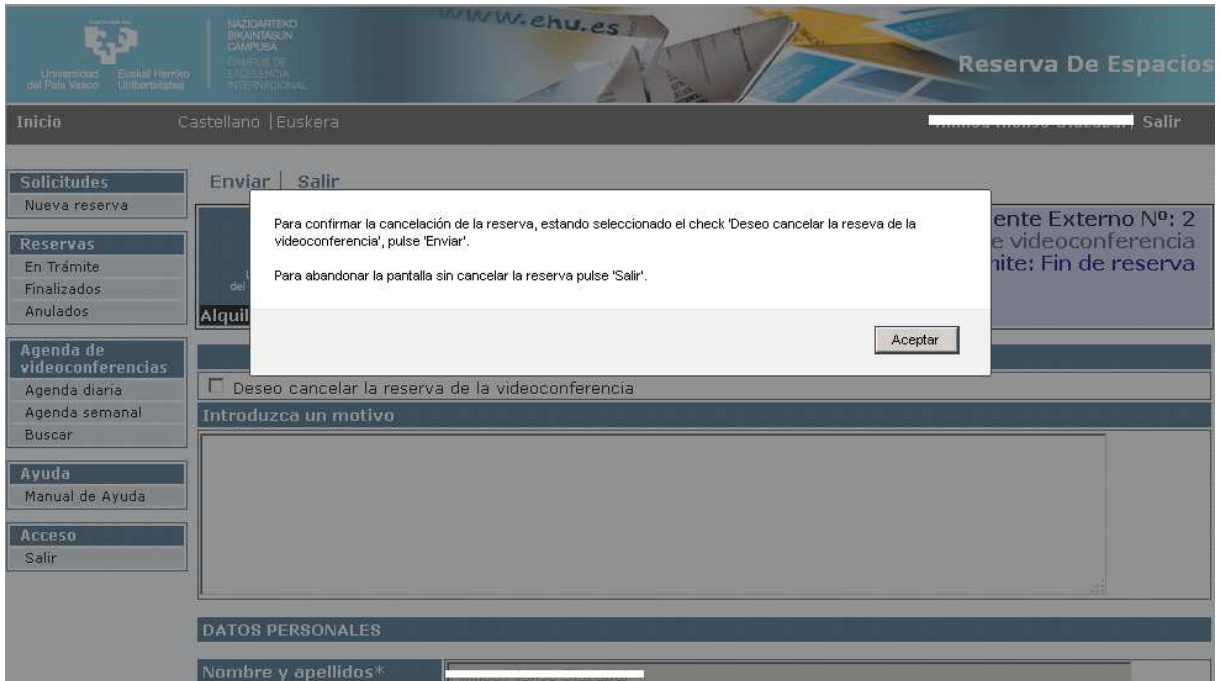 www.ehu.es
NAZIOARTEKO
BIKAINTASUN
CAMPUSA
CAMPUS DE
EXCELENCIA
INTERNACIONAL
Universidad Euskal Herriko
del País Vasco Unibertsitatea
Reserva De Espacios
Inicio Castellano | Euskera | Salir
Solicitudes
Nueva reserva
Reservas
En Trámite
Finalizados
Anulados
Agenda de
videoconferencias
Agenda diaria
Agenda semanal
Buscar
Ayuda
Manual de Ayuda
Acceso
Salir
Enviar | Salir
ente Externo Nº: 2
e videoconferencia
nite: Fin de reserva
del
Alquil
Para confirmar la cancelación de la reserva, estando seleccionado el check 'Deseo cancelar la reseva de la
videoconferencia', pulse 'Enviar'.
Para abandonar la pantalla sin cancelar la reserva pulse 'Salir'.
Aceptar
Deseo cancelar la reserva de la videoconferencia
Introduzca un motivo
DATOS PERSONALES
Nombre y apellidos*